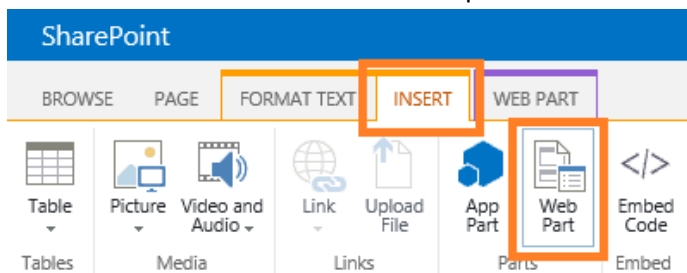 SharePoint
BROWSE PAGE FORMAT TEXT INSERT WEB PART
Table Picture Video and Link Upload App Web Embed
Audio File Part Part Code
Tables Media Links Parts Embed